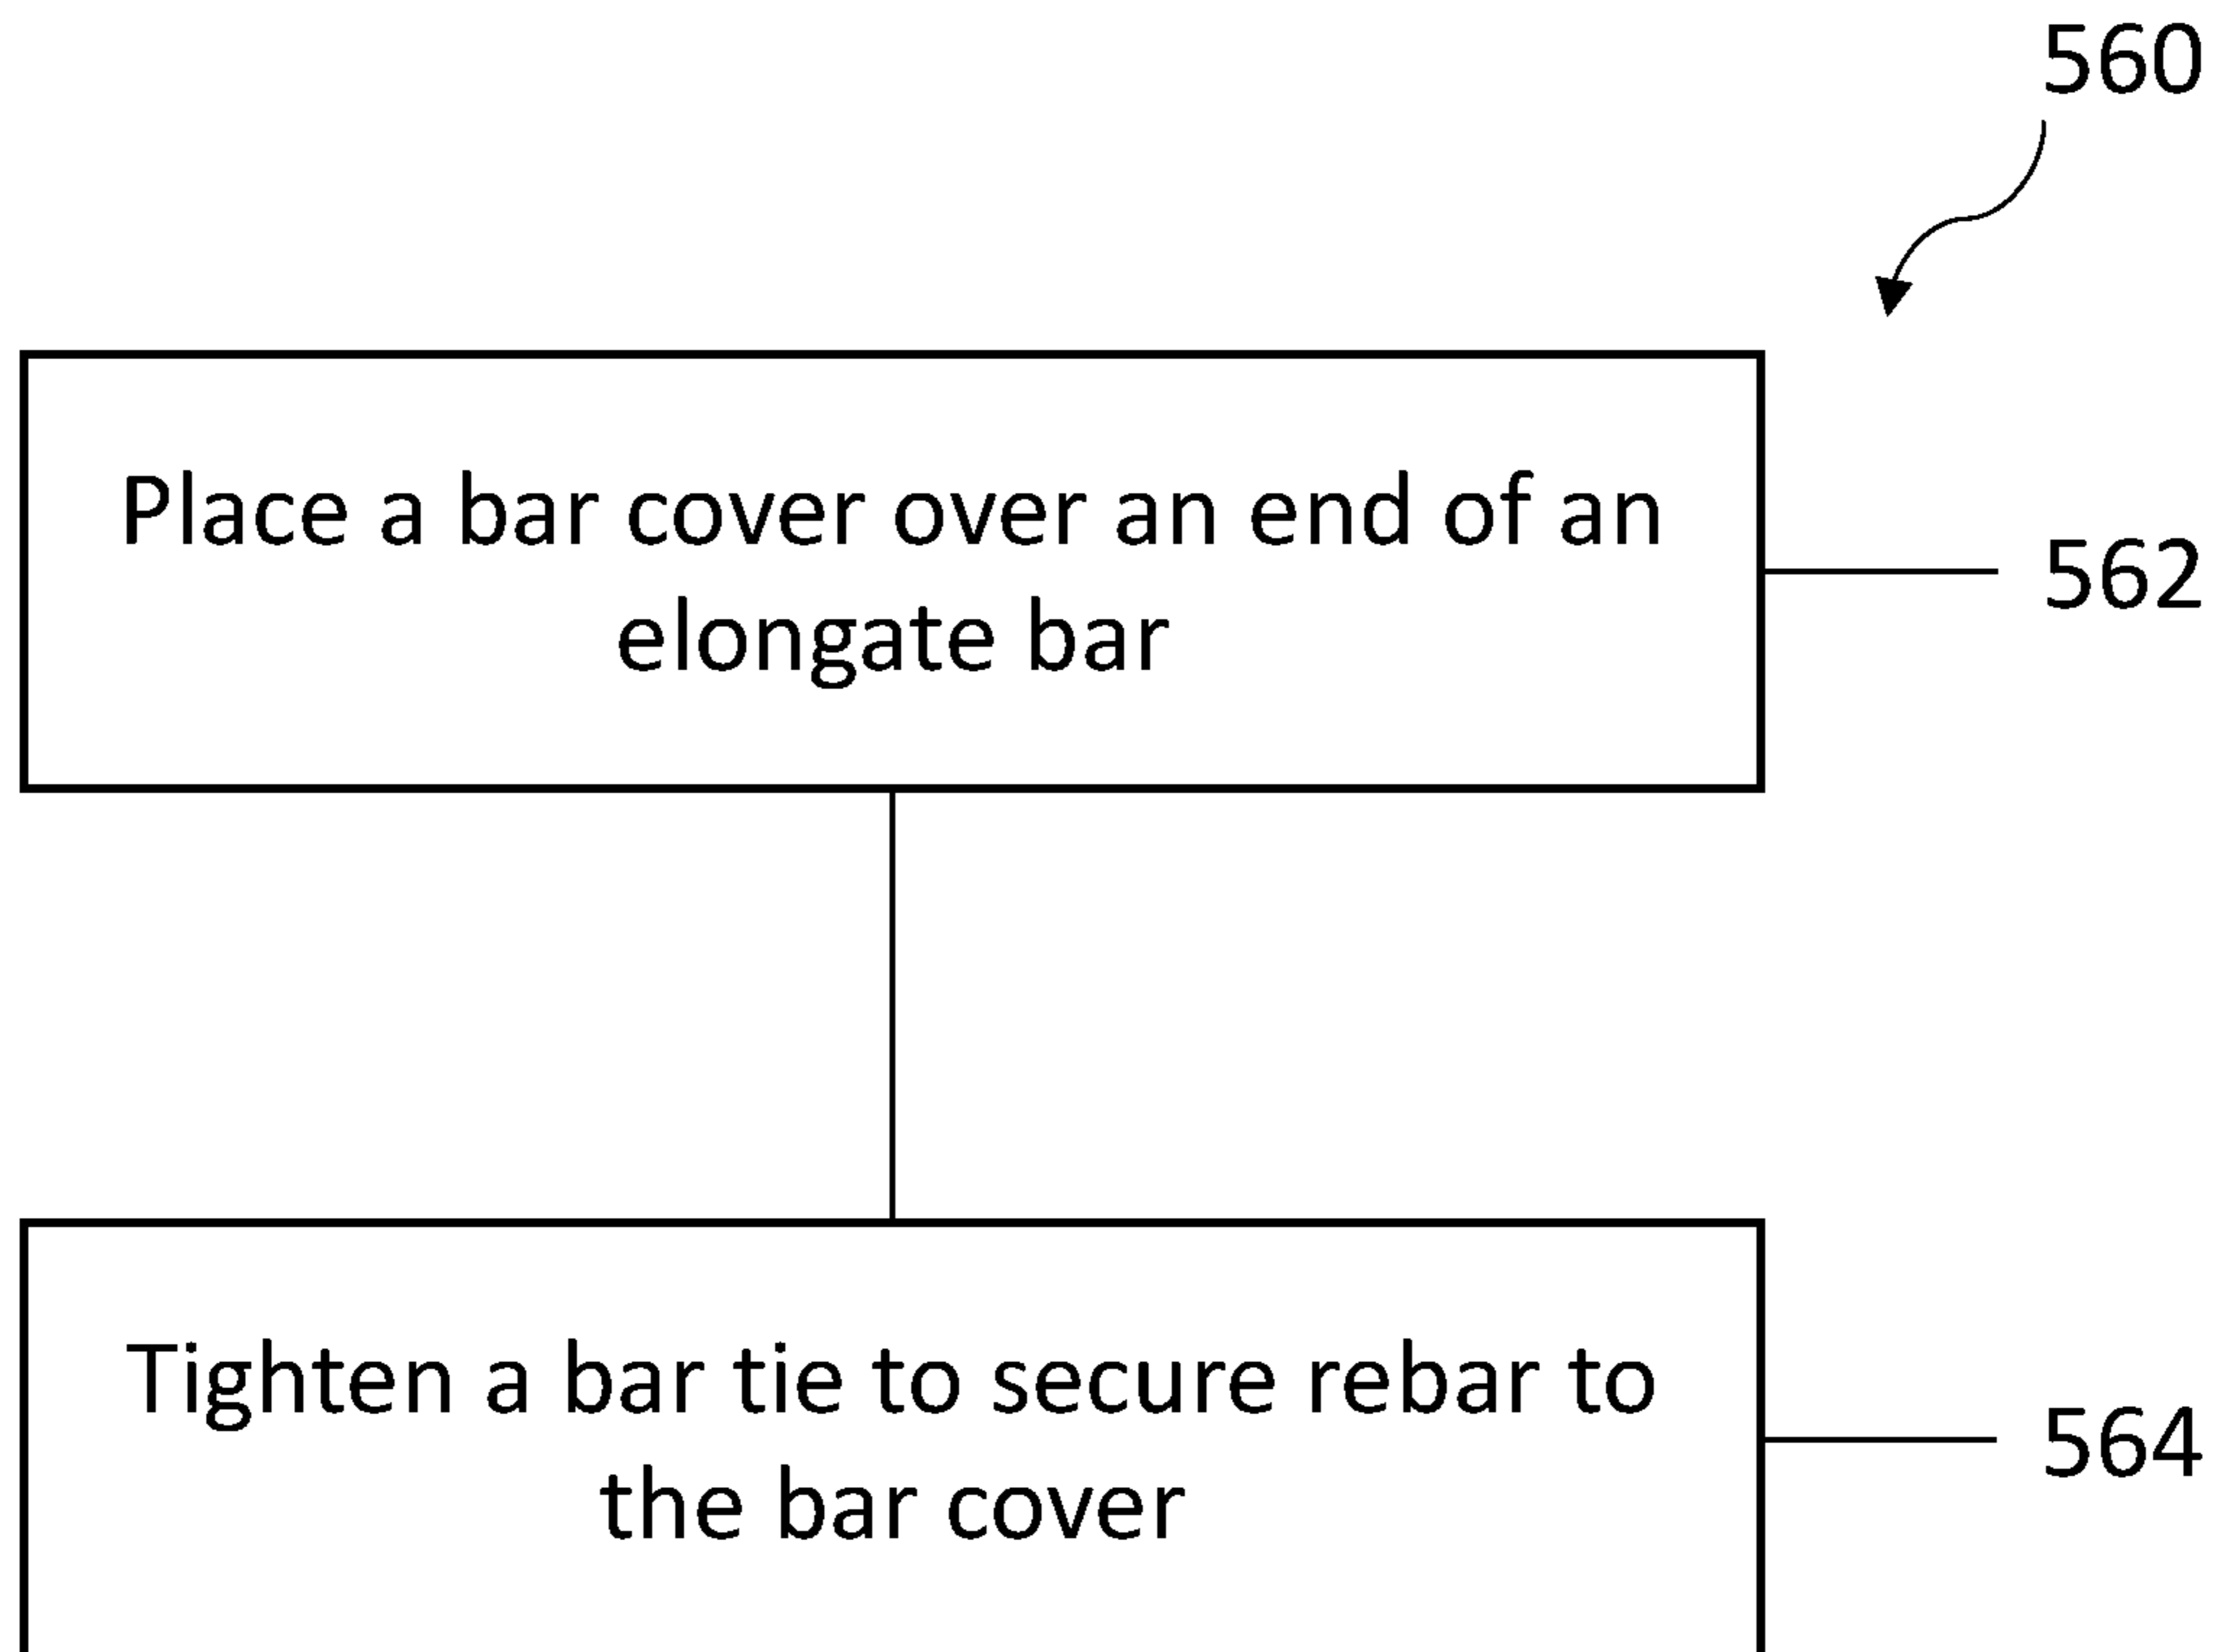 560
Place a bar cover over an end of an
elongate bar
562
Tighten a bar tie to secure rebar to
the bar cover
564